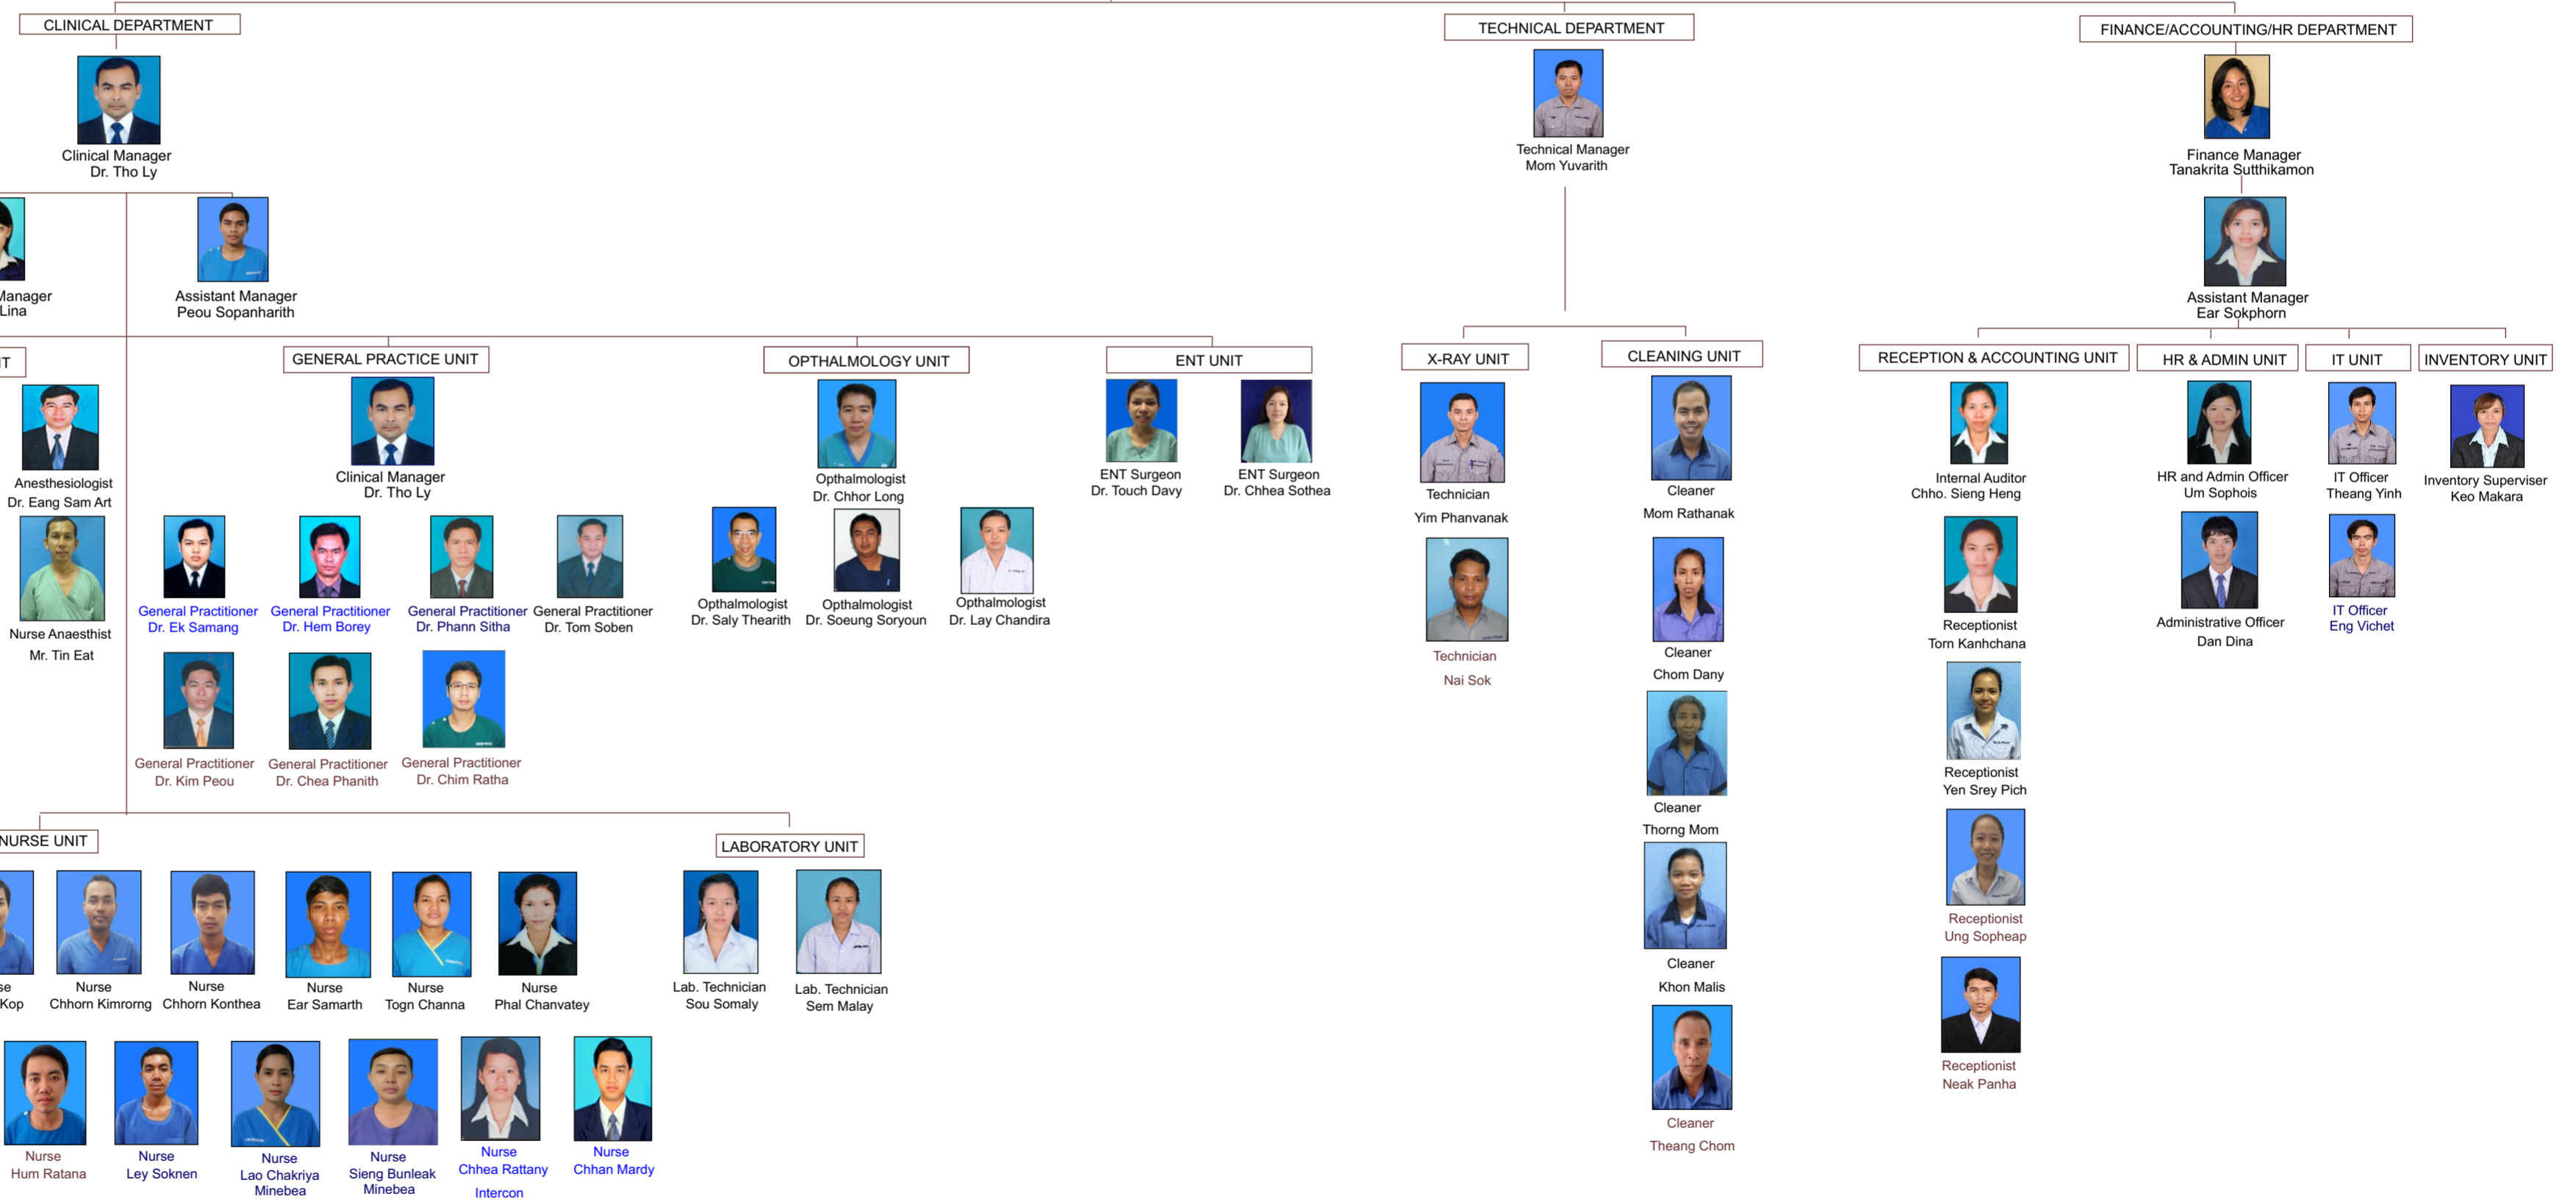 CLINICAL DEPARTMENT
TECHNICAL DEPARTMENT
FINANCE/ACCOUNTING/HR DEPARTMENT
Clinical Manager
Dr. Tho Ly
Technical Manager
Mom Yuvarith
Finance Manager
Tanakrita Sutthikamon
Manager
Lina
Assistant Manager
Peou Sopanharith
Assistant Manager
Ear Sokphorn
GENERAL PRACTICE UNIT
OPTHALMOLOGY UNIT
ENT UNIT
X-RAY UNIT
CLEANING UNIT
RECEPTION & ACCOUNTING UNIT
HR & ADMIN UNIT
IT UNIT
INVENTORY UNIT
Anesthesiologist
Dr. Eang Sam Art
Nurse Anaesthist
Mr. Tin Eat
Clinical Manager
Dr. Tho Ly
General Practitioner
Dr. Ek Samang
General Practitioner
Dr. Hem Borey
General Practitioner
Dr. Phann Sitha
General Practitioner
Dr. Tom Soben
General Practitioner
Dr. Kim Peou
General Practitioner
Dr. Chea Phanith
General Practitioner
Dr. Chim Ratha
Opthalmologist
Dr. Chhor Long
Opthalmologist
Dr. Saly Thearith
Opthalmologist
Dr. Soeung Soryoun
Opthalmologist
Dr. Lay Chandira
ENT Surgeon
Dr. Touch Davy
ENT Surgeon
Dr. Chhea Sothea
Technician
Yim Phanvanak
Technician
Nai Sok
Cleaner
Mom Rathanak
Cleaner
Chom Dany
Cleaner
Thorng Mom
Cleaner
Khon Malis
Cleaner
Theang Chom
Internal Auditor
Chho. Sieng Heng
Receptionist
Torn Kanhchana
Receptionist
Yen Srey Pich
Receptionist
Ung Sopheap
Receptionist
Neak Panha
HR and Admin Officer
Um Sophois
Administrative Officer
Dan Dina
IT Officer
Theang Yinh
IT Officer
Eng Vichet
Inventory Superviser
Keo Makara
NURSE UNIT
LABORATORY UNIT
Kop
Nurse
Chhorn Kimrorng
Nurse
Chhorn Konthea
Nurse
Ear Samarth
Nurse
Togn Channa
Nurse
Phal Chanvatey
Lab. Technician
Sou Somaly
Lab. Technician
Sem Malay
Nurse
Hum Ratana
Nurse
Ley Soknen
Nurse
Lao Chakriya
Minebea
Nurse
Sieng Bunleak
Minebea
Nurse
Chhea Rattany
Intercon
Nurse
Chhan Mardy